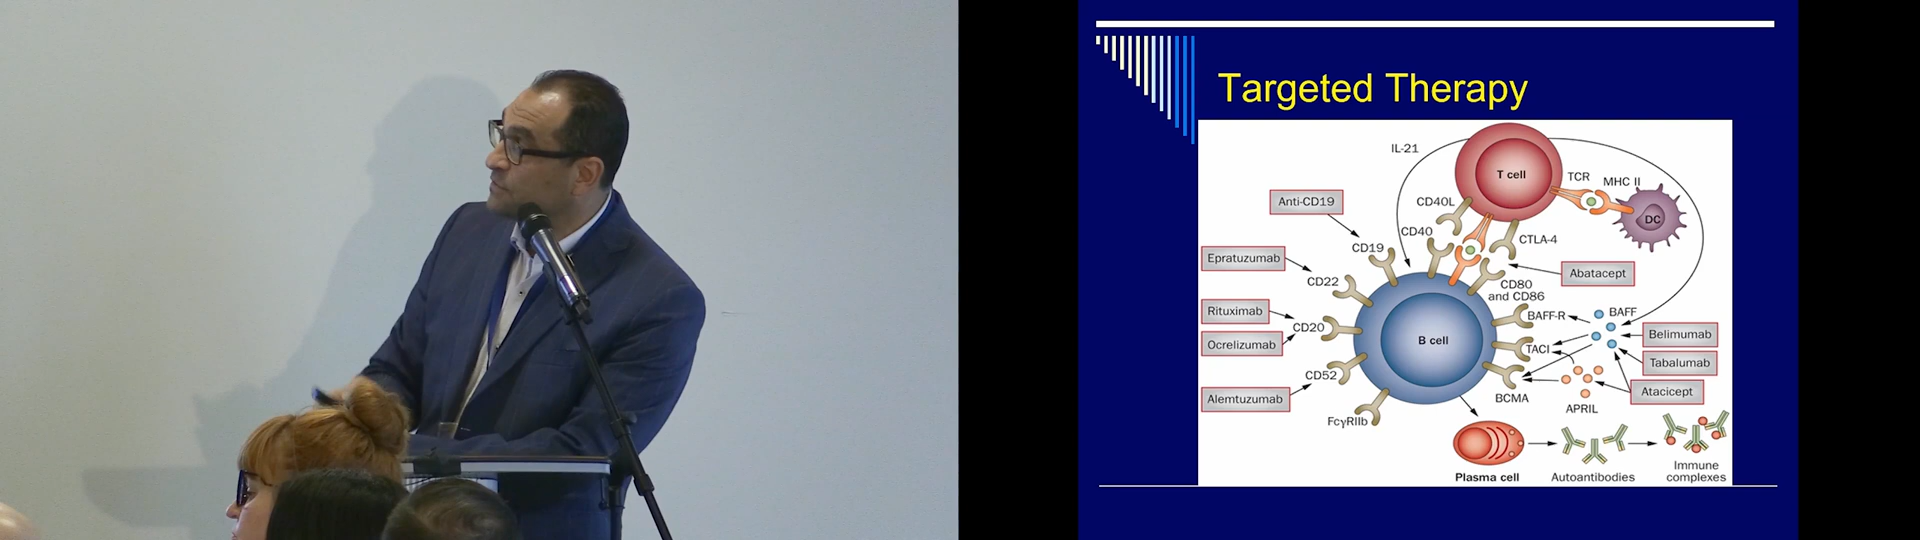 Targeted Therapy
IL-21
T cell
TCR
MHC II
DC
Anti-CD19
CD40L
CD40
CTLA-4
CD19
Epratuzumab
CD22
Abatacept
CD80
and CD86
Rituximab
CD20
Ocrelizumab
BAFF-R
BAFF
Belimumab
B cell
TACI
Tabalumab
CD52
Alemtuzumab
BCMA
Atacicept
APRIL
FcγRIIb
Plasma cell
Autoantibodies
Immune
complexes